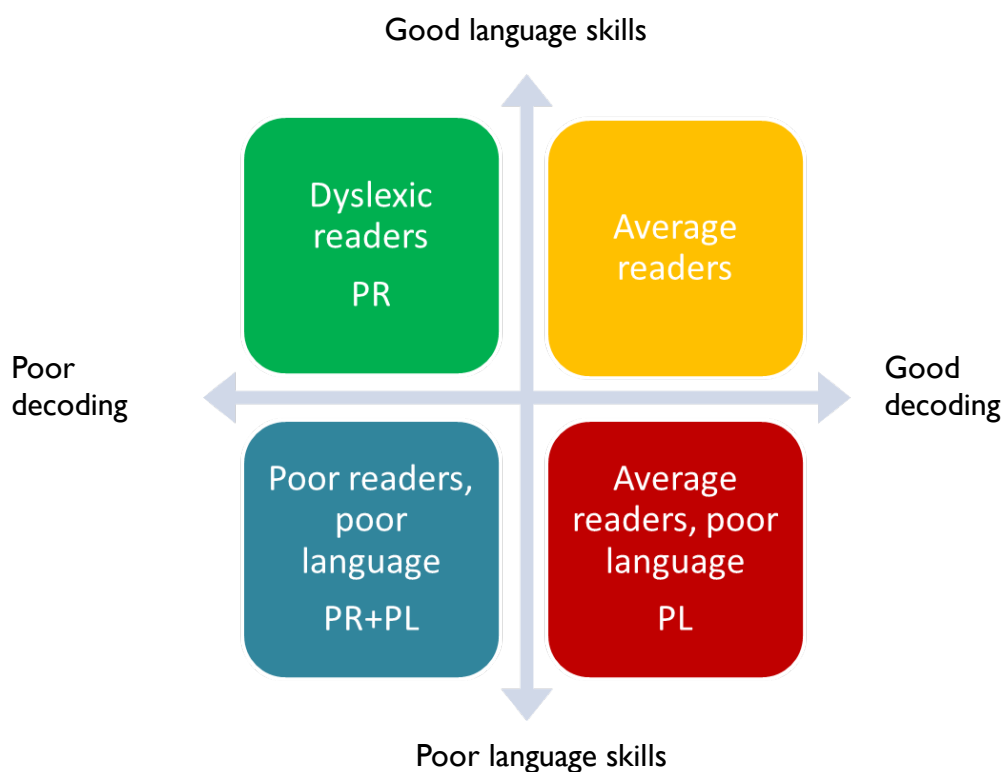 Good language skills
Dyslexic
readers
PR
Average
readers
Poor
decoding
Good
decoding
Poor readers,
poor
language
PR+PL
Average
readers, poor
language
PL
Poor language skills